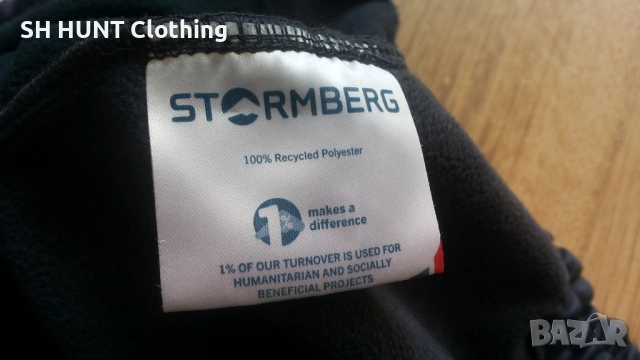 SH HUNT Clothing
STORMBERG
100% Recycled Polyester
1% makes a
difference
1% OF OUR TURNOVER IS USED FOR
HUMANITARIAN AND SOCIALLY
BENEFICIAL PROJECTS
BAZAR